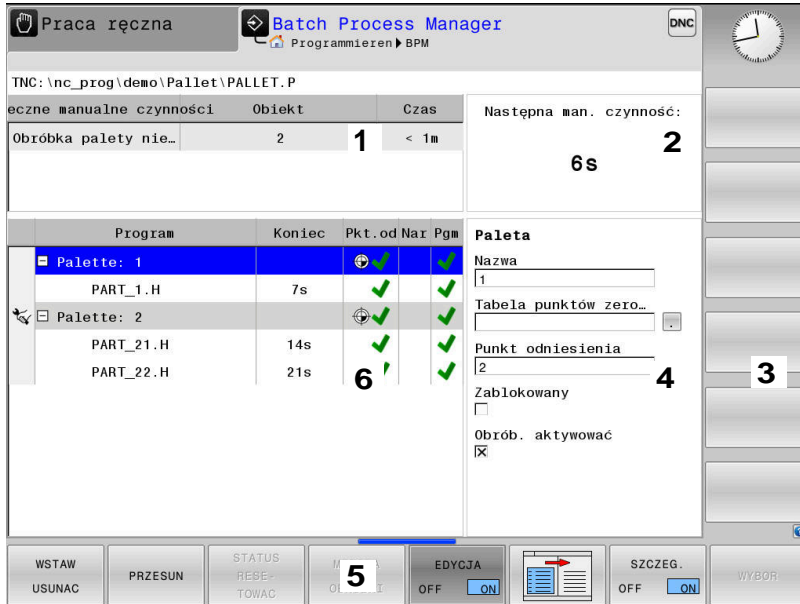 Praca ręczna
Batch Process Manager
DNC
Programmieren BPM
TNC:\nc_prog\demo\Pallet\PALLET.P
eczne manualne czynności Obiekt Czas
Obróbka palety nie… 2 < 1m
1
Następna man. czynność:
2
6s
Program Koniec Pkt.od Nar Pgm
Palette: 1
PART_1.H 7s
Palette: 2
PART_21.H 14s
PART_22.H 21s
6
Paleta
Nazwa
1
Tabela punktów zero…
.
Punkt odniesienia
2
4
Zablokowany
Obrób. aktywować
3
WSTAW
USUNAC
PRZESUN
STATUS
RESE-
TOWAC
5
EDYCJA
OFF ON
SZCZEG.
OFF ON
WYBOR